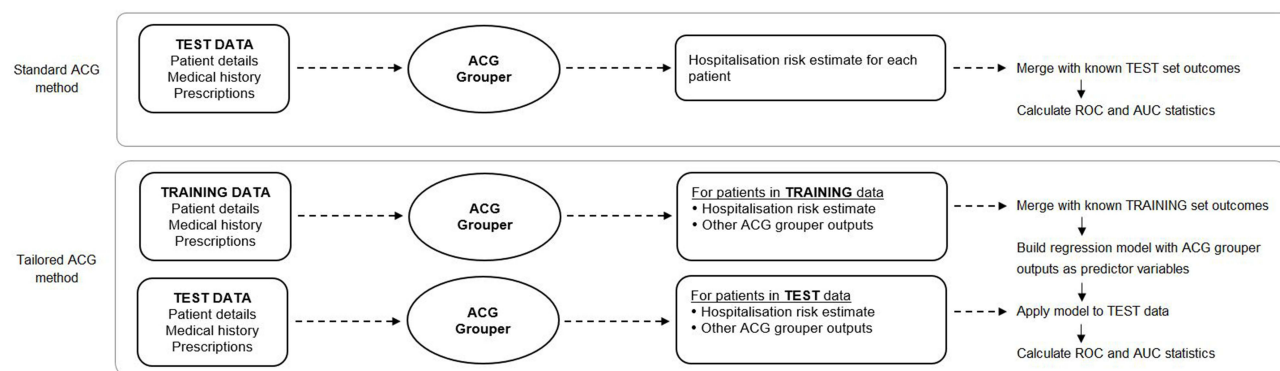 Standard ACG
method
TEST DATA
Patient details
Medical history
Prescriptions
ACG
Grouper
Hospitalisation risk estimate for each
patient
Merge with known TEST set outcomes
Calculate ROC and AUC statistics
Tailored ACG
method
TRAINING DATA
Patient details
Medical history
Prescriptions
ACG
Grouper
For patients in TRAINING data
• Hospitalisation risk estimate
• Other ACG grouper outputs
Merge with known TRAINING set outcomes
Build regression model with ACG grouper
outputs as predictor variables
TEST DATA
Patient details
Medical history
Prescriptions
ACG
Grouper
For patients in TEST data
• Hospitalisation risk estimate
• Other ACG grouper outputs
Apply model to TEST data
Calculate ROC and AUC statistics